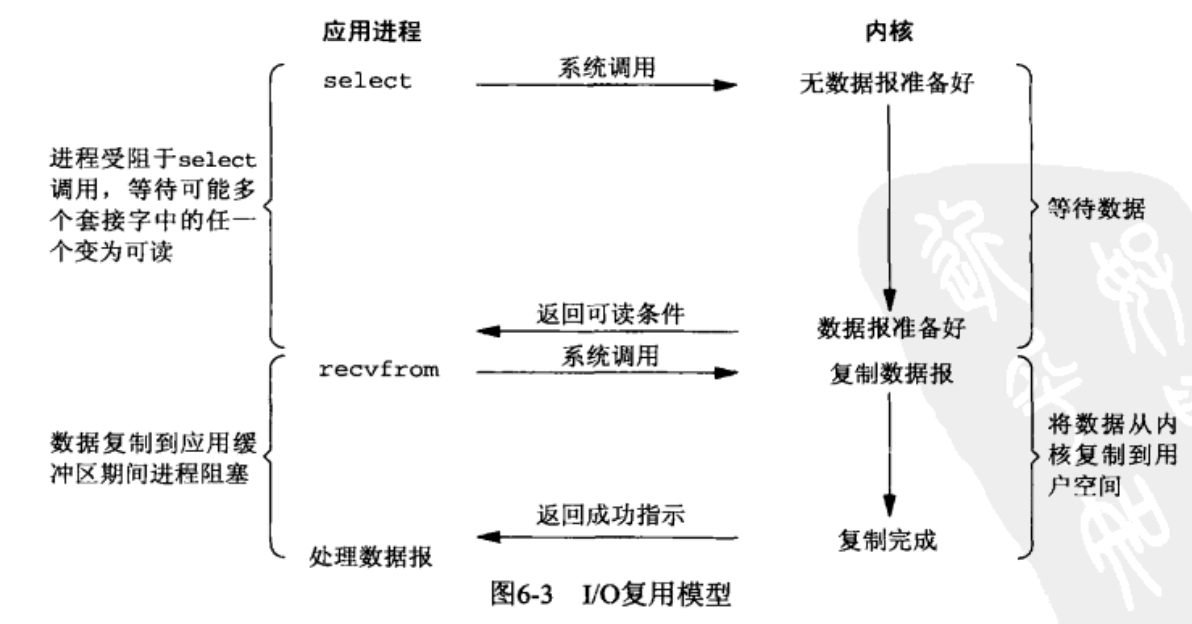 应用进程
内核
select
系统调用
无数据报准备好
进程受阻于select
调用，等待可能多
个套接字中的任一
个变为可读
等待数据
返回可读条件
数据报准备好
recvfrom
系统调用
复制数据报
数据复制到应用缓
冲区期间进程阻塞
将数据从内
核复制到用
户空间
返回成功指示
复制完成
处理数据报
图6-3 I/O复用模型